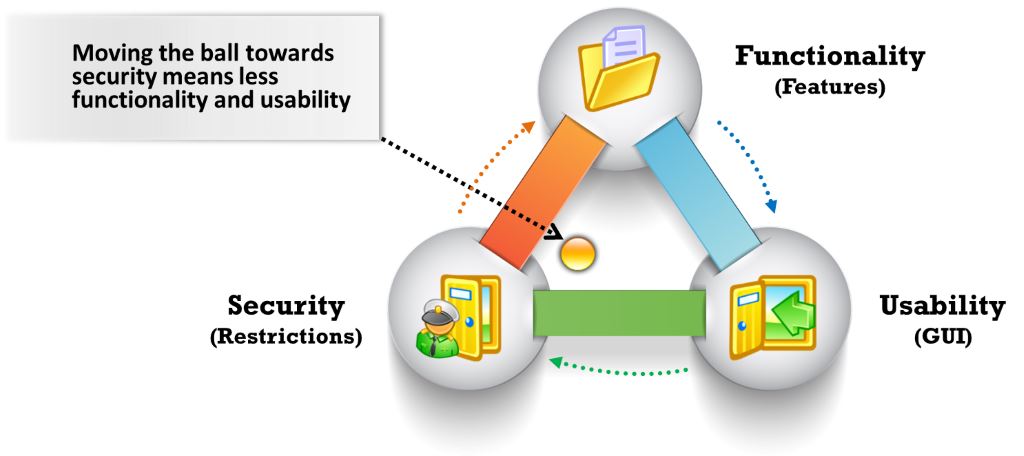 Moving the ball towards
security means less
functionality and usability
Functionality
(Features)
Security
(Restrictions)
Usability
(GUI)